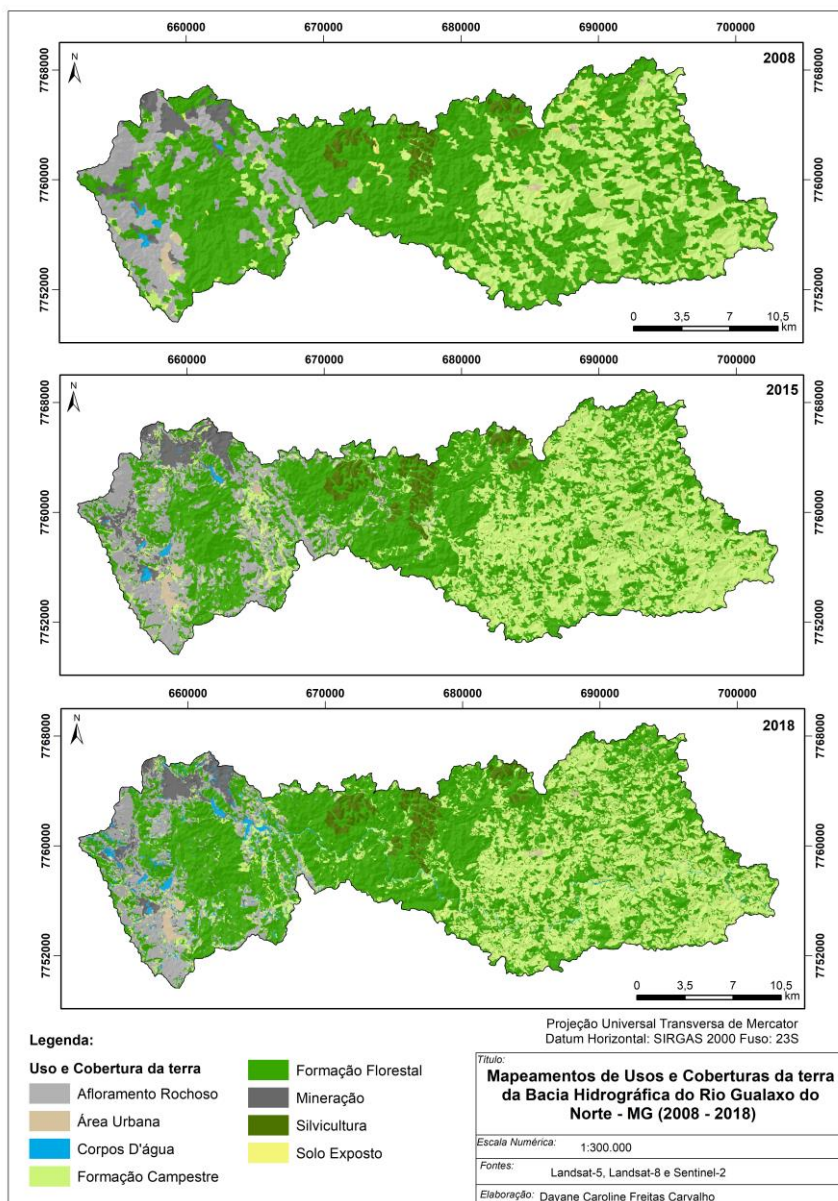 660000 670000 680000 690000 700000
N
2008
7768000
7768000
7760000
7760000
7752000
7752000
0 3,5 7 10,5
km
660000 670000 680000 690000 700000
N
2015
7768000
7768000
7760000
7760000
7752000
7752000
660000 670000 680000 690000 700000
N
2018
7768000
7768000
7760000
7760000
7752000
7752000
0 3,5 7 10,5
km
Projeção Universal Transversa de Mercator
Datum Horizontal: SIRGAS 2000 Fuso: 23S
Legenda:
Uso e Cobertura da terra
Afloramento Rochoso
Área Urbana
Corpos D'água
Formação Campestre
Formação Florestal
Mineração
Silvicultura
Solo Exposto
Título:
Mapeamentos de Usos e Coberturas da terra
da Bacia Hidrográfica do Rio Gualaxo do
Norte - MG (2008 - 2018)
Escala Numérica: 1:300.000
Fontes: Landsat-5, Landsat-8 e Sentinel-2
Elaboração: Dayane Caroline Freitas Carvalho